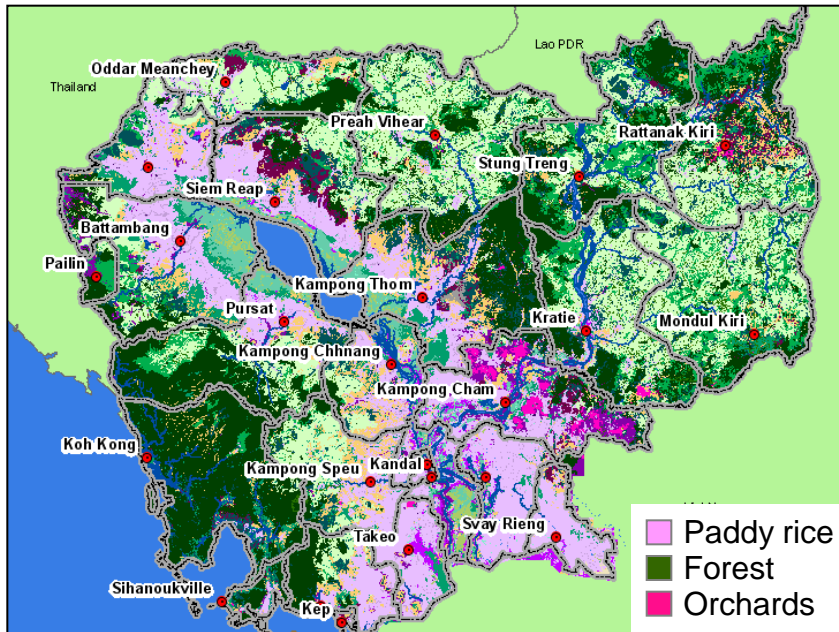 Lao PDR
Oddar Meanchey
Thailand
Preah Vihear
Rattanak Kiri
Stung Treng
Siem Reap
Battambang
Pailin
Kampong Thom
Pursat
Kratie
Mondul Kiri
Kampong Chhnang
Kampong Cham
Koh Kong
Kampong Speu
Kandal
Svay Rieng
Takeo
Sihanoukville
Kep
Paddy rice
Forest
Orchards